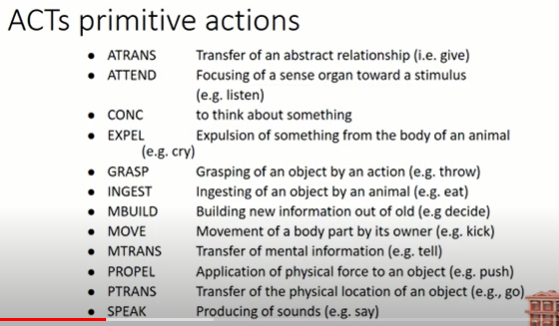 ACTs primitive actions
• ATRANS Transfer of an abstract relationship (i.e. give)
• ATTEND Focusing of a sense organ toward a stimulus
(e.g. listen)
• CONC to think about something
• EXPEL Expulsion of something from the body of an animal
(e.g. cry)
• GRASP Grasping of an object by an action (e.g. throw)
• INGEST Ingesting of an object by an animal (e.g. eat)
• MBUILD Building new information out of old (e.g decide)
• MOVE Movement of a body part by its owner (e.g. kick)
• MTRANS Transfer of mental information (e.g. tell)
• PROPEL Application of physical force to an object (e.g. push)
• PTRANS Transfer of the physical location of an object (e.g., go)
• SPEAK Producing of sounds (e.g. say)